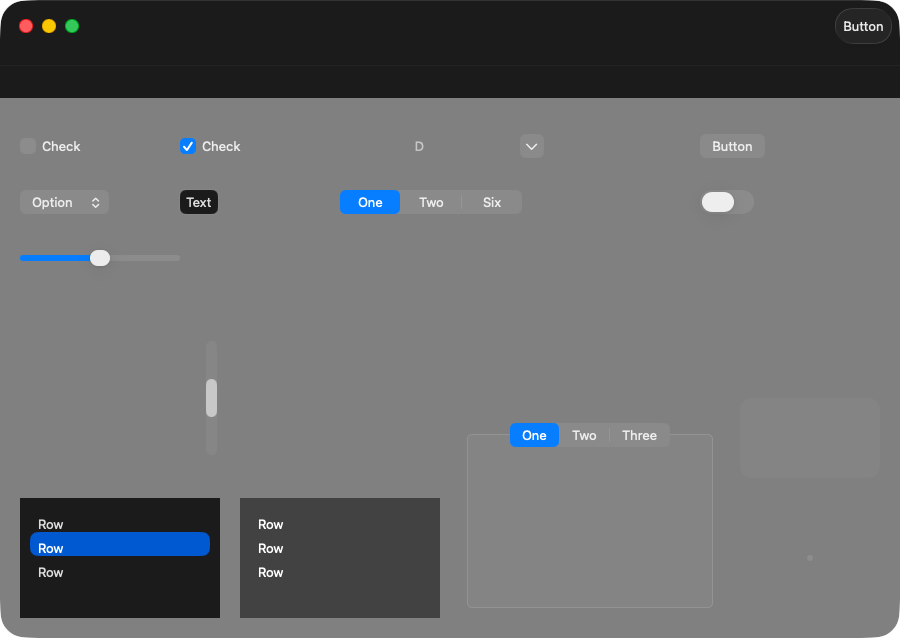 Button
Check
Check
D
Button
Option
Text
One
Two
Six
One
Two
Three
Row
Row
Row
Row
Row
Row